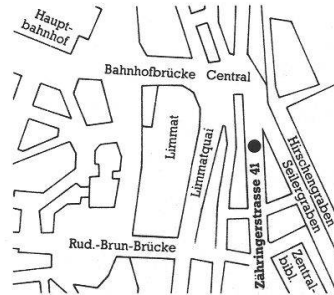 Haupt-
bahnhof
Bahnhofbrücke Central
Limmat
Limmatquai
Hirschengraben
Seilergraben
Zähringerstrasse 41
Rud.-Brun-Brücke
Zentral-
bibl.